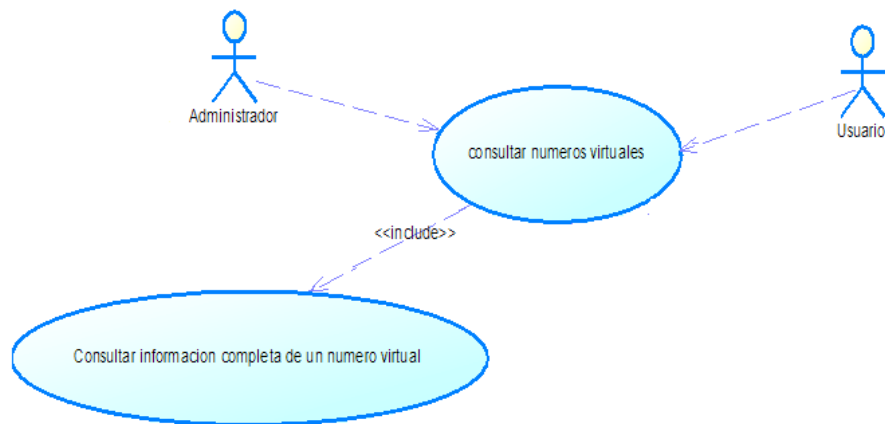 Administrador
Usuario
consultar numeros virtuales
<<include>>
Consultar informacion completa de un numero virtual